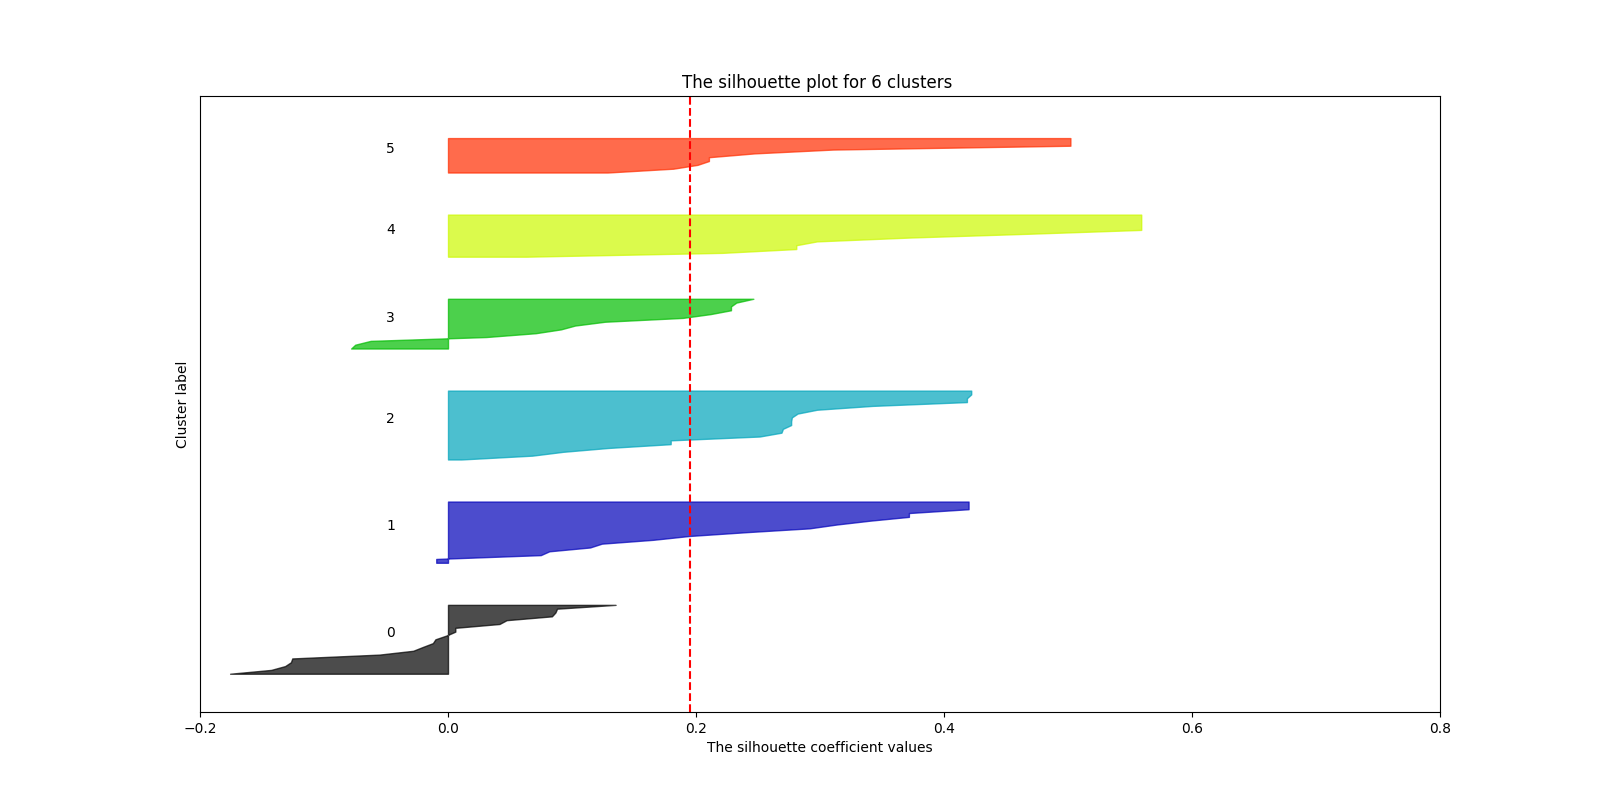 The silhouette plot for 6 clusters
5
4
3
2
1
0
Cluster label
−0.2 0.0 0.2 0.4 0.6 0.8
The silhouette coefficient values